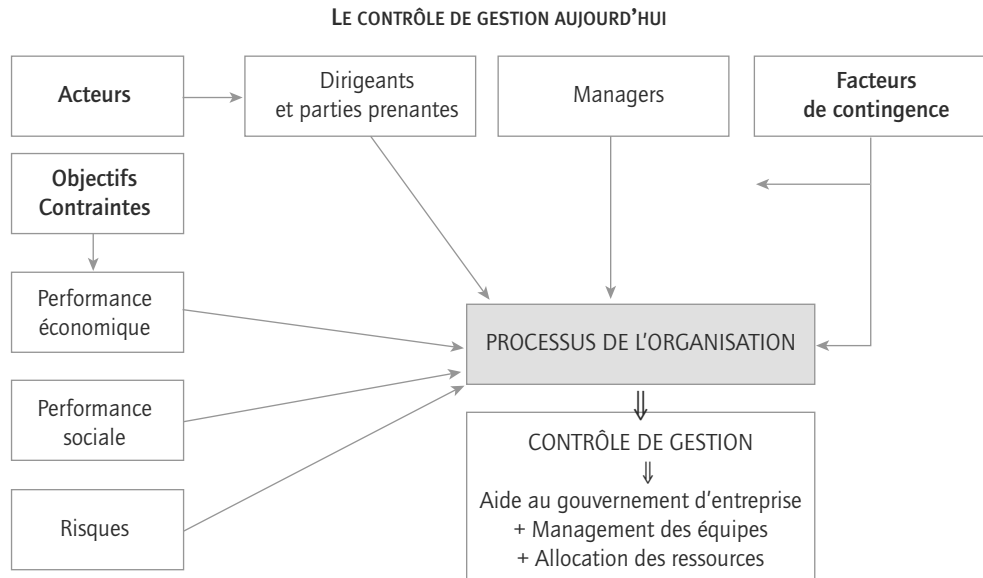 LE CONTRÔLE DE GESTION AUJOURD'HUI
Acteurs
Dirigeants
et parties prenantes
Managers
Facteurs
de contingence
Objectifs
Contraintes
Performance
économique
PROCESSUS DE L'ORGANISATION
Performance
sociale
CONTRÔLE DE GESTION
Aide au gouvernement d'entreprise
+ Management des équipes
+ Allocation des ressources
Risques